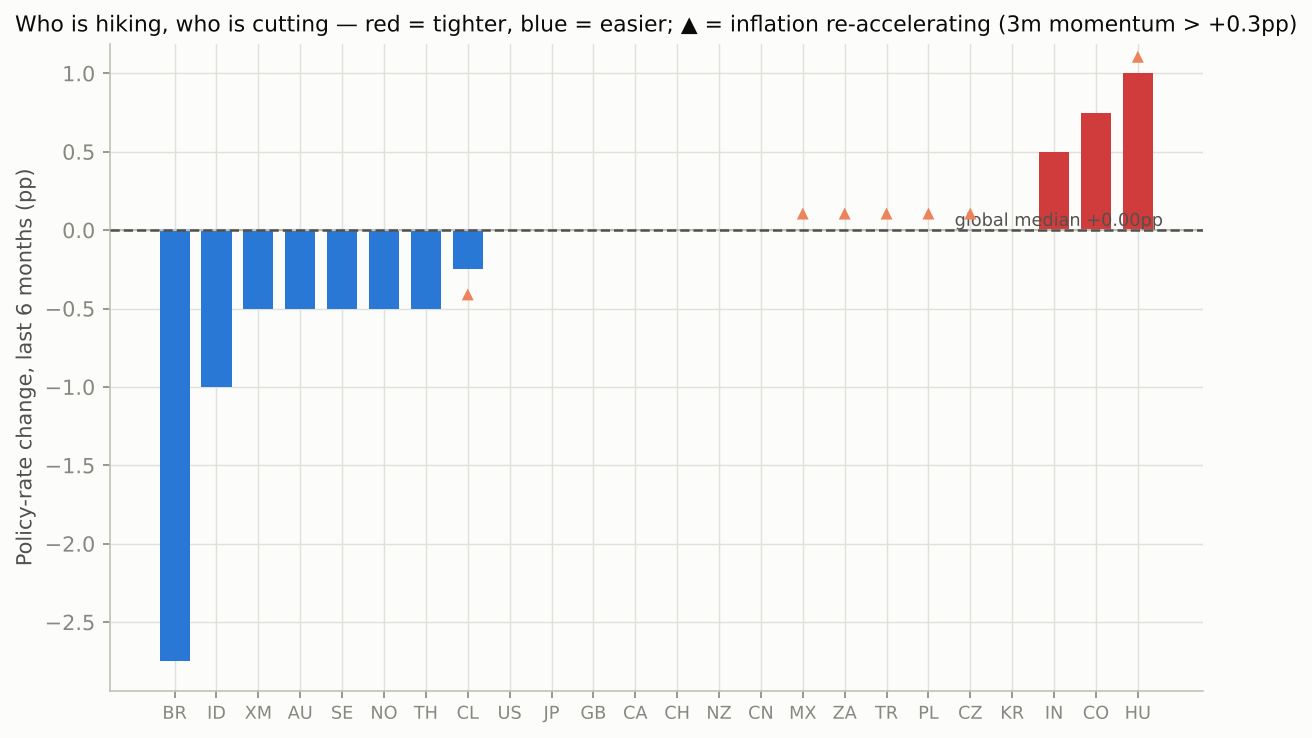 Who is hiking, who is cutting — red = tighter, blue = easier; ▲ = inflation re-accelerating (3m momentum > +0.3pp)
Policy-rate change, last 6 months (pp)
1.0
0.5
0.0
−0.5
−1.0
−1.5
−2.0
−2.5
global median +0.00pp
BR ID XM AU SE NO TH CL US JP GB CA CH NZ CN MX ZA TR PL CZ KR IN CO HU